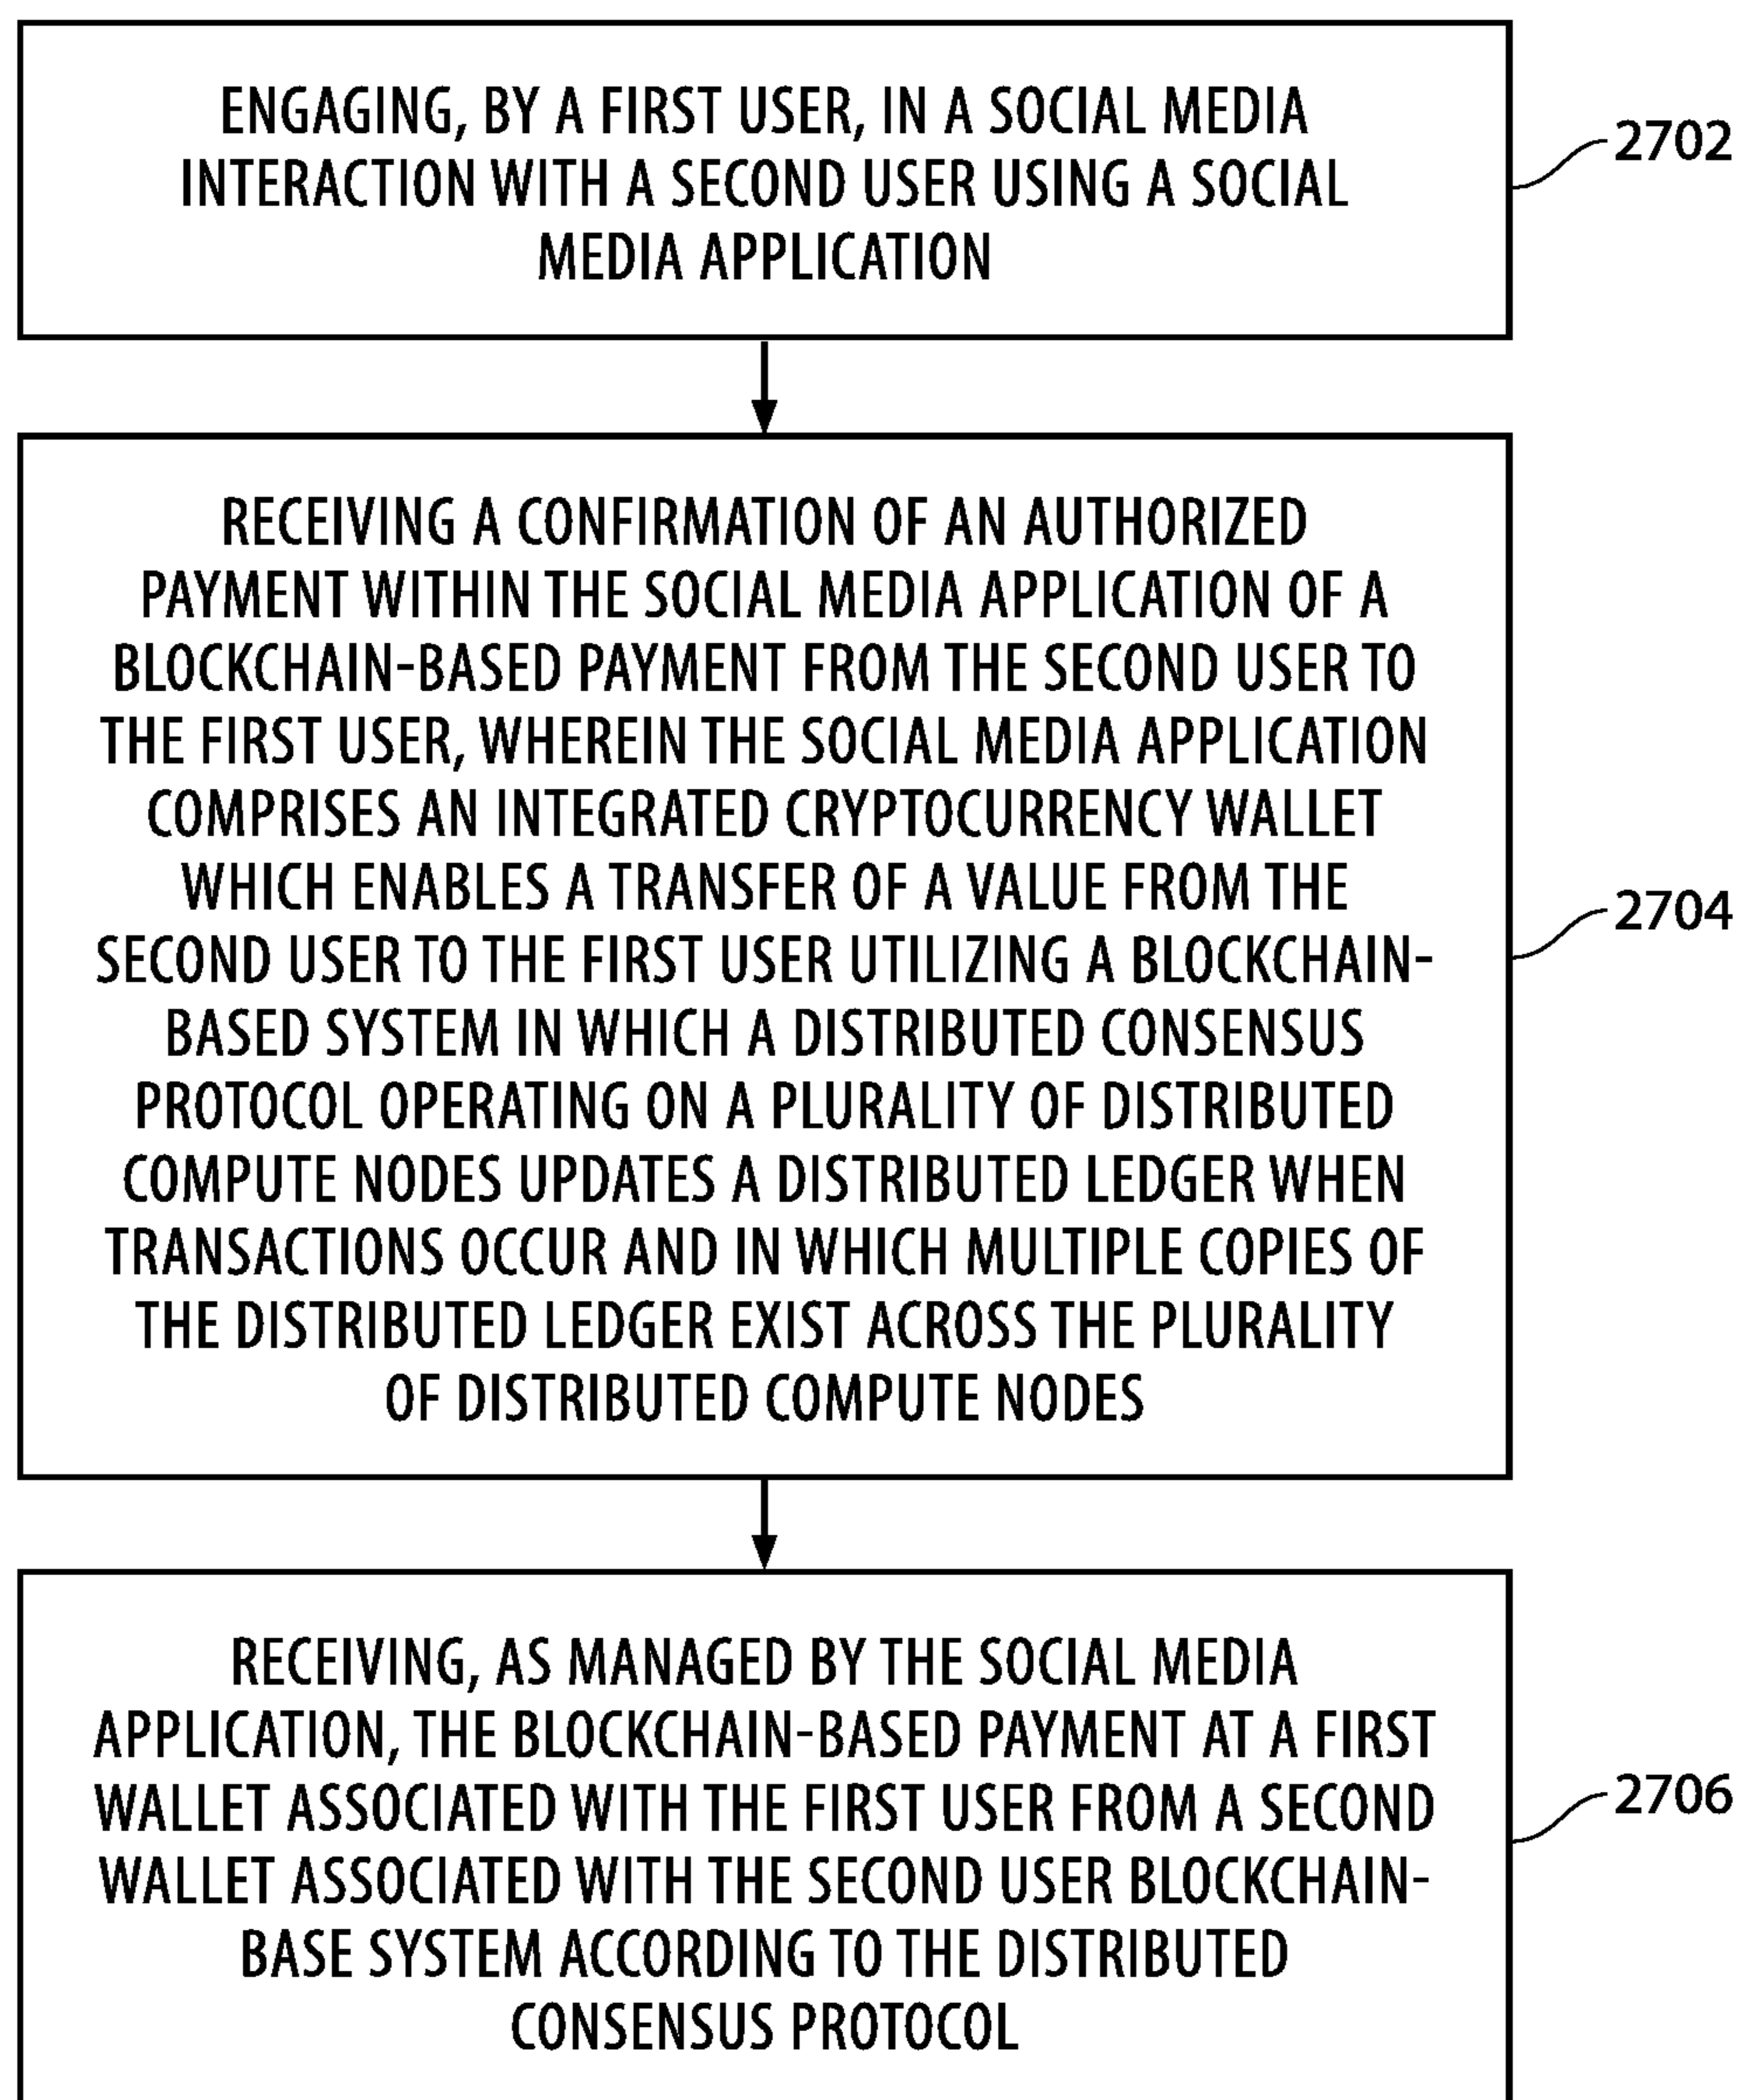 ENGAGING, BY A FIRST USER, IN A SOCIAL MEDIA
INTERACTION WITH A SECOND USER USING A SOCIAL
MEDIA APPLICATION
2702
RECEIVING A CONFIRMATION OF AN AUTHORIZED
PAYMENT WITHIN THE SOCIAL MEDIA APPLICATION OF A
BLOCKCHAIN-BASED PAYMENT FROM THE SECOND USER TO
THE FIRST USER, WHEREIN THE SOCIAL MEDIA APPLICATION
COMPRISES AN INTEGRATED CRYPTOCURRENCY WALLET
WHICH ENABLES A TRANSFER OF A VALUE FROM THE
SECOND USER TO THE FIRST USER UTILIZING A BLOCKCHAIN-
BASED SYSTEM IN WHICH A DISTRIBUTED CONSENSUS
PROTOCOL OPERATING ON A PLURALITY OF DISTRIBUTED
COMPUTE NODES UPDATES A DISTRIBUTED LEDGER WHEN
TRANSACTIONS OCCUR AND IN WHICH MULTIPLE COPIES OF
THE DISTRIBUTED LEDGER EXIST ACROSS THE PLURALITY
OF DISTRIBUTED COMPUTE NODES
2704
RECEIVING, AS MANAGED BY THE SOCIAL MEDIA
APPLICATION, THE BLOCKCHAIN-BASED PAYMENT AT A FIRST
WALLET ASSOCIATED WITH THE FIRST USER FROM A SECOND
WALLET ASSOCIATED WITH THE SECOND USER BLOCKCHAIN-
BASE SYSTEM ACCORDING TO THE DISTRIBUTED
CONSENSUS PROTOCOL
2706